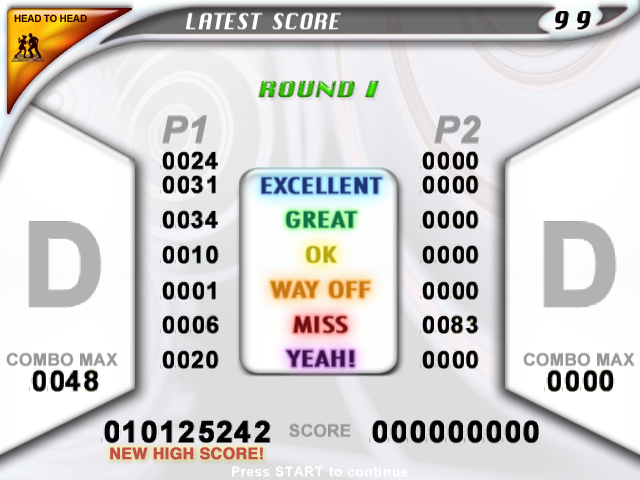 HEAD TO HEAD
LATEST SCORE
99
ROUND 1
P1 P2
0024 0000
0031 EXCELLENT 0000
0034 GREAT 0000
0010 OK 0000
0001 WAY OFF 0000
0006 MISS 0083
0020 YEAH! 0000
D D
COMBO MAX COMBO MAX
0048 0000
010125242 SCORE 000000000
NEW HIGH SCORE!
Press START to continue